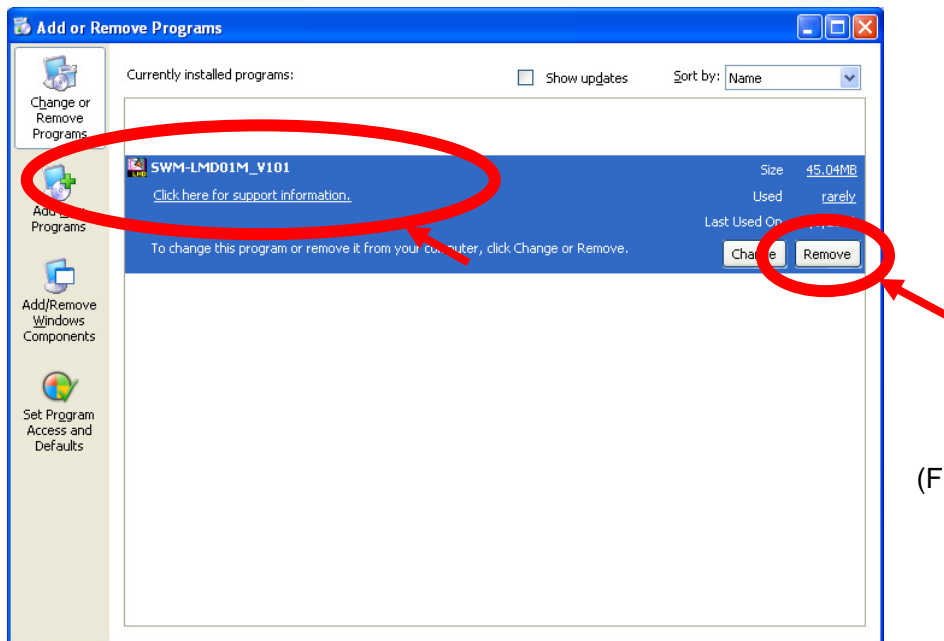 Add or Remove Programs
Change or
Remove
Programs
Currently installed programs:
Show updates
Sort by: Name
SWM-LMD01M_V101
Size 45.04MB
Click here for support information.
Used rarely
Last Used On
To change this program or remove it from your computer, click Change or Remove.
Change Remove
Add
Programs
Add/Remove
Windows
Components
Set Program
Access and
Defaults
(F